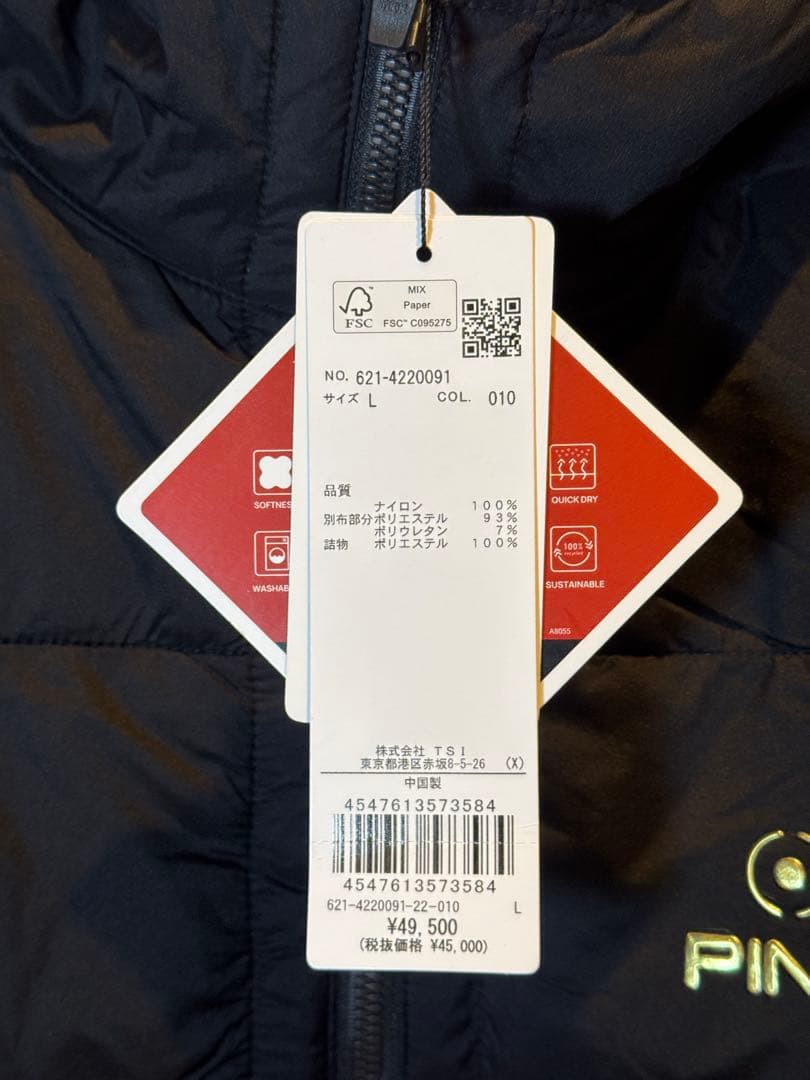 MIX
Paper
FSC
FSC™ C095275
NO. 621-4220091
サイズ L COL. 010
品質
ナイロン 100%
別布部分ポリエステル 93%
ポリウレタン 7%
詰物 ポリエステル 100%
SOFTNES
WASHAB
QUICK DRY
100% recycled
SUSTAINABLE
A8055
株式会社 TSI
東京都港区赤坂8-5-26 (X)
中国製
4547613573584
4547613573584
621-4220091-22-010 L
¥49,500
(税抜価格 ¥45,000)
PIN